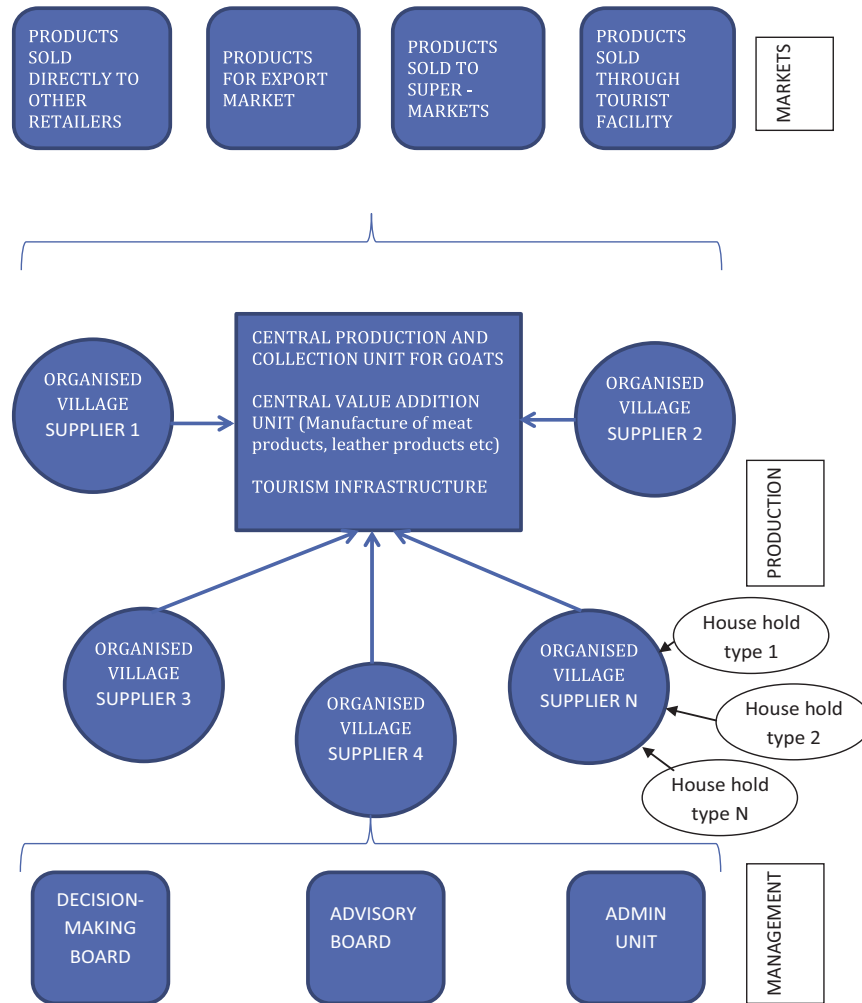 PRODUCTS
SOLD
DIRECTLY TO
OTHER
RETAILERS
PRODUCTS
FOR EXPORT
MARKET
PRODUCTS
SOLD TO
SUPER -
MARKETS
PRODUCTS
SOLD
THROUGH
TOURIST
FACILITY
MARKETS
ORGANISED
VILLAGE
SUPPLIER 1
CENTRAL PRODUCTION AND
COLLECTION UNIT FOR GOATS
CENTRAL VALUE ADDITION
UNIT (Manufacture of meat
products, leather products etc)
TOURISM INFRASTRUCTURE
ORGANISED
VILLAGE
SUPPLIER 2
PRODUCTION
ORGANISED
VILLAGE
SUPPLIER 3
ORGANISED
VILLAGE
SUPPLIER 4
ORGANISED
VILLAGE
SUPPLIER N
House hold
type 1
House hold
type 2
House hold
type N
DECISION-
MAKING
BOARD
ADVISORY
BOARD
ADMIN
UNIT
MANAGEMENT